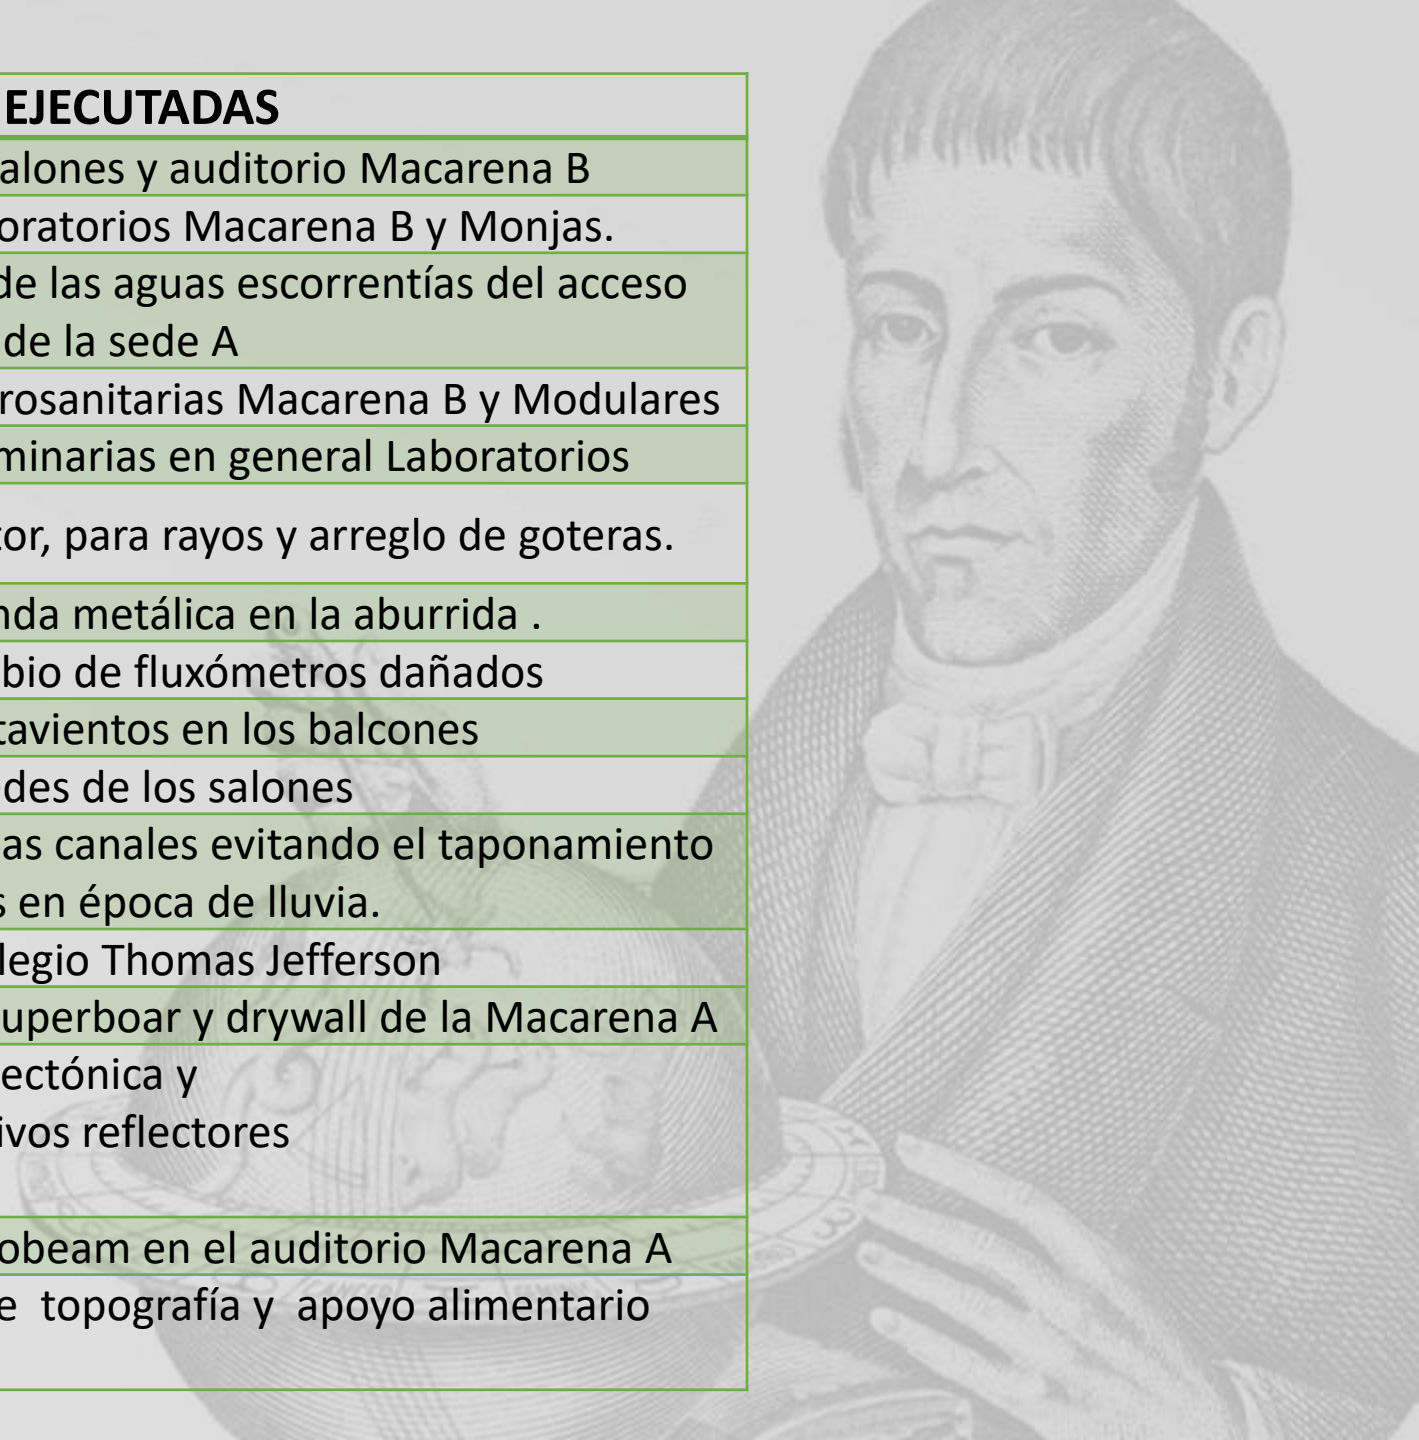 EJECUTADAS
alones y auditorio Macarena B
oratorios Macarena B y Monjas.
de las aguas escorrentías del acceso
de la sede A
rosanitarias Macarena B y Modulares
minarias en general Laboratorios
tor, para rayos y arreglo de goteras.
nda metálica en la aburrida .
bio de fluxómetros dañados
tavientos en los balcones
edes de los salones
as canales evitando el taponamiento
s en época de lluvia.
legio Thomas Jefferson
uperboar y drywall de la Macarena A
ectónica y
ivos reflectores
obeam en el auditorio Macarena A
e topografía y apoyo alimentario